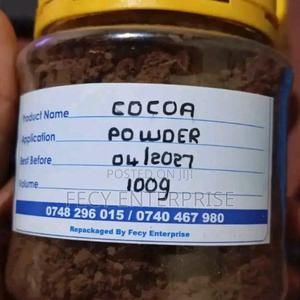 Product Name COCOA
Application POWDER
Best Before 04/2027
POSTED ON JIJI
Volume 100g
FECY ENTERPRISE
0748 296 015 / 0740 467 980
Repackaged By Fecy Enterprise